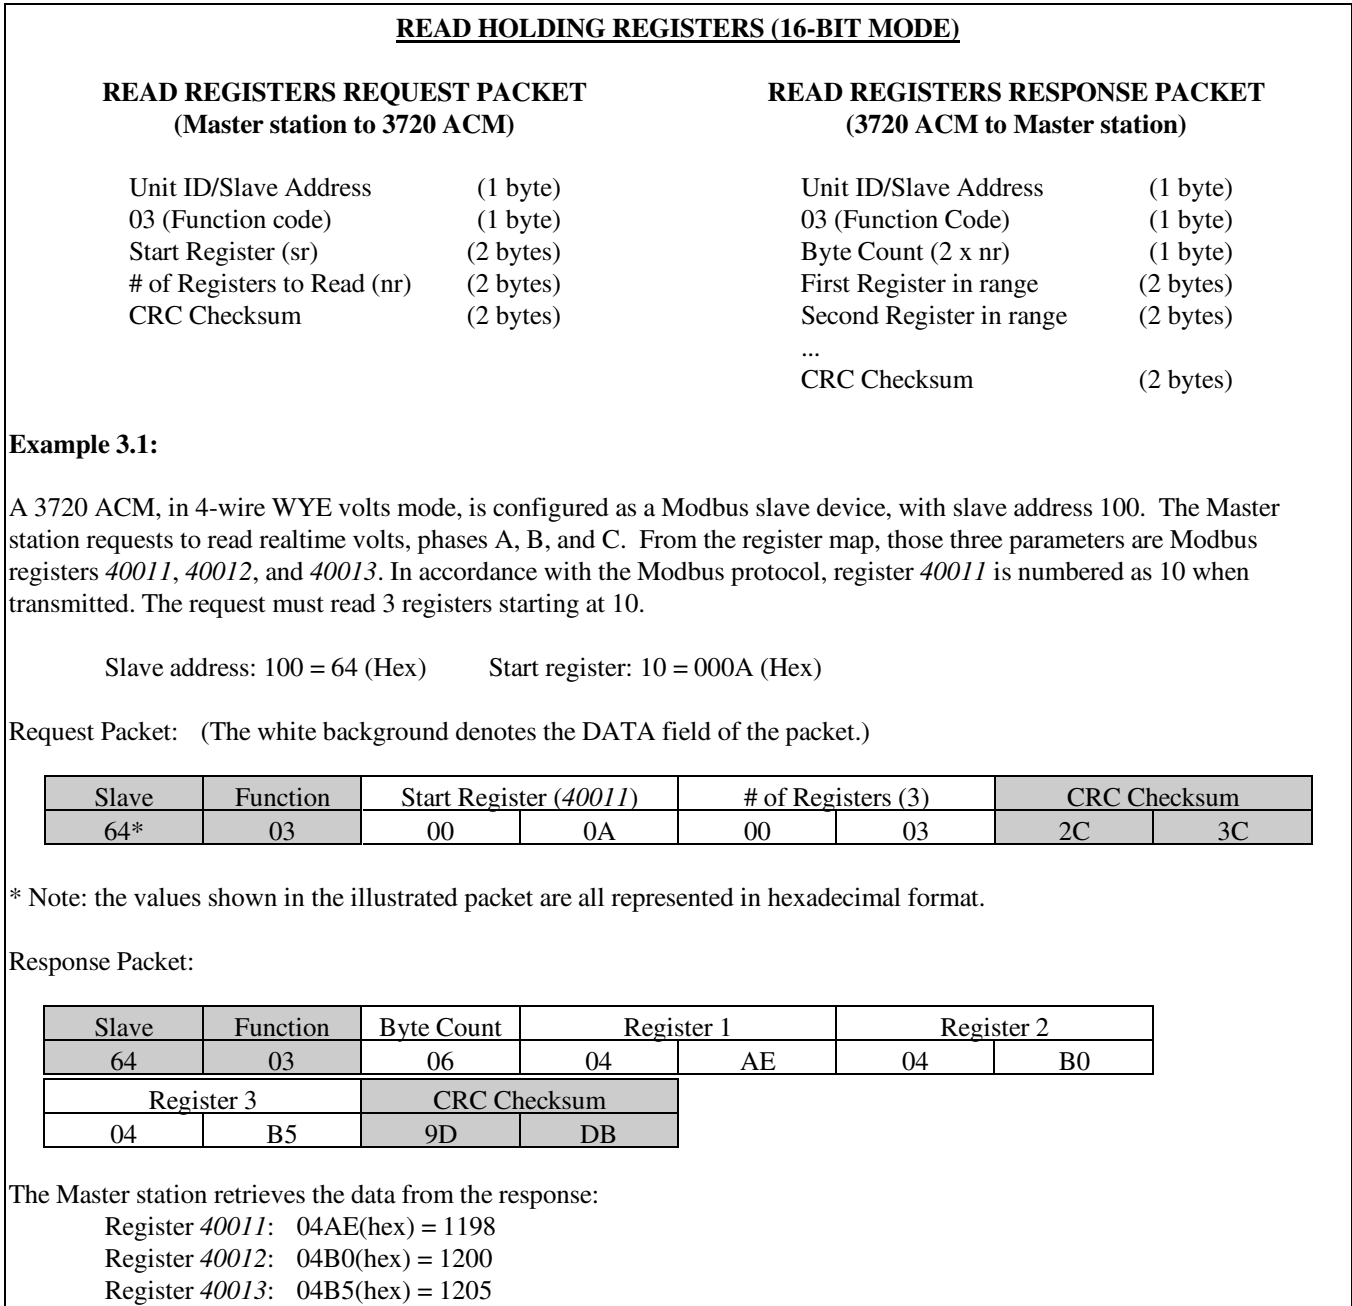 READ HOLDING REGISTERS (16-BIT MODE)
READ REGISTERS REQUEST PACKET
(Master station to 3720 ACM)
Unit ID/Slave Address (1 byte)
03 (Function code) (1 byte)
Start Register (sr) (2 bytes)
# of Registers to Read (nr) (2 bytes)
CRC Checksum (2 bytes)
READ REGISTERS RESPONSE PACKET
(3720 ACM to Master station)
Unit ID/Slave Address (1 byte)
03 (Function Code) (1 byte)
Byte Count (2 x nr) (1 byte)
First Register in range (2 bytes)
Second Register in range (2 bytes)
...
CRC Checksum (2 bytes)
Example 3.1:
A 3720 ACM, in 4-wire WYE volts mode, is configured as a Modbus slave device, with slave address 100. The Master
station requests to read realtime volts, phases A, B, and C. From the register map, those three parameters are Modbus
registers 40011, 40012, and 40013. In accordance with the Modbus protocol, register 40011 is numbered as 10 when
transmitted. The request must read 3 registers starting at 10.
Slave address: 100 = 64 (Hex) Start register: 10 = 000A (Hex)
Request Packet: (The white background denotes the DATA field of the packet.)
Slave Function Start Register (40011) # of Registers (3) CRC Checksum
64* 03 00 0A 00 03 2C 3C
* Note: the values shown in the illustrated packet are all represented in hexadecimal format.
Response Packet:
Slave Function Byte Count Register 1 Register 2
64 03 06 04 AE 04 B0
Register 3 CRC Checksum
04 B5 9D DB
The Master station retrieves the data from the response:
Register 40011: 04AE(hex) = 1198
Register 40012: 04B0(hex) = 1200
Register 40013: 04B5(hex) = 1205